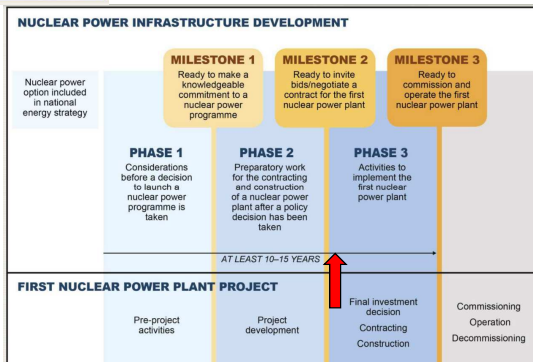 NUCLEAR POWER INFRASTRUCTURE DEVELOPMENT
Nuclear power
option included
in national
energy strategy
MILESTONE 1
Ready to make a
knowledgeable
commitment to a
nuclear power
programme
MILESTONE 2
Ready to invite
bids/negotiate a
contract for the first
nuclear power plant
MILESTONE 3
Ready to
commission and
operate the first
nuclear power plant
PHASE 1
Considerations
before a decision
to launch a
nuclear power
programme is
taken
PHASE 2
Preparatory work
for the contracting
and construction
of a nuclear power
plant after a policy
decision has been
taken
PHASE 3
Activities to
implement the
first nuclear
power plant
AT LEAST 10–15 YEARS
FIRST NUCLEAR POWER PLANT PROJECT
Pre-project
activities
Project
development
Final investment
decision
Contracting
Construction
Commissioning
Operation
Decommissioning